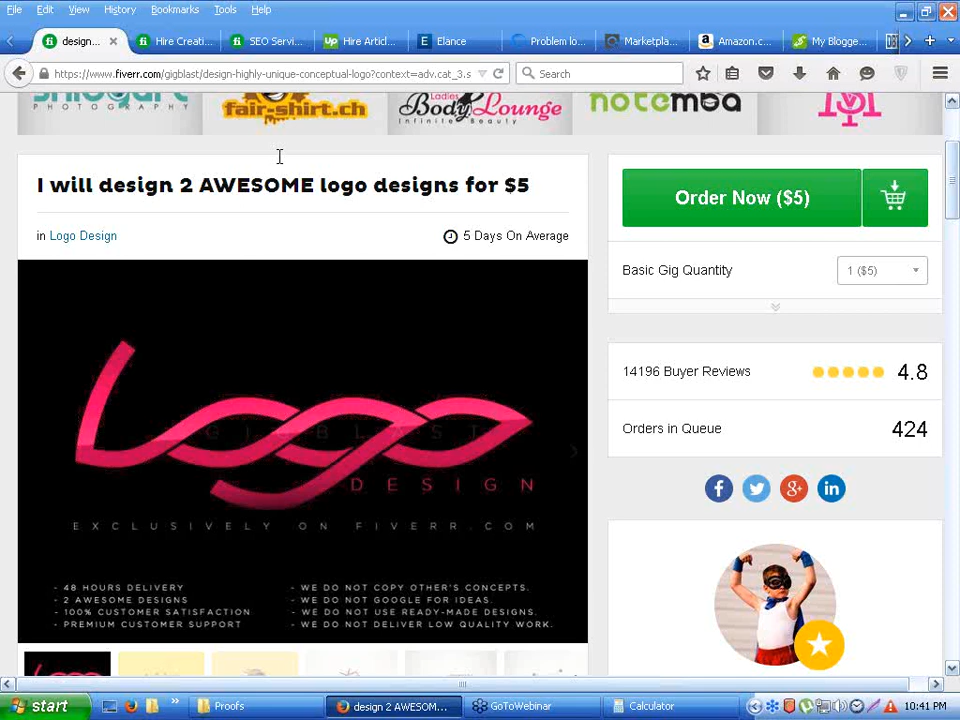 File Edit View History Bookmarks Tools Help
design... Hire Creati... SEO Servi... Hire Articl... Elance Problem lo... Marketpla... Amazon.c... My Blogge...
https://www.fiverr.com/gigblast/design-highly-unique-conceptual-logo?context=adv.cat_3.s
Search
PHOTOGRAPHY
fair-shirt.ch
Ladies
Body Lounge
Infinite Beauty
notemba
I will design 2 AWESOME logo designs for $5
in Logo Design
5 Days On Average
Logo
GIGBLAST
DESIGN
EXCLUSIVELY ON FIVERR.COM
- 48 HOURS DELIVERY
- 2 AWESOME DESIGNS
- 100% CUSTOMER SATISFACTION
- PREMIUM CUSTOMER SUPPORT
- WE DO NOT COPY OTHER'S CONCEPTS.
- WE DO NOT GOOGLE FOR IDEAS.
- WE DO NOT USE READY-MADE DESIGNS.
- WE DO NOT DELIVER LOW QUALITY WORK.
Order Now ($5)
Basic Gig Quantity
1 ($5)
14196 Buyer Reviews
4.8
Orders in Queue
424
start
Proofs
design 2 AWESOM...
GoToWebinar
Calculator
10:41 PM